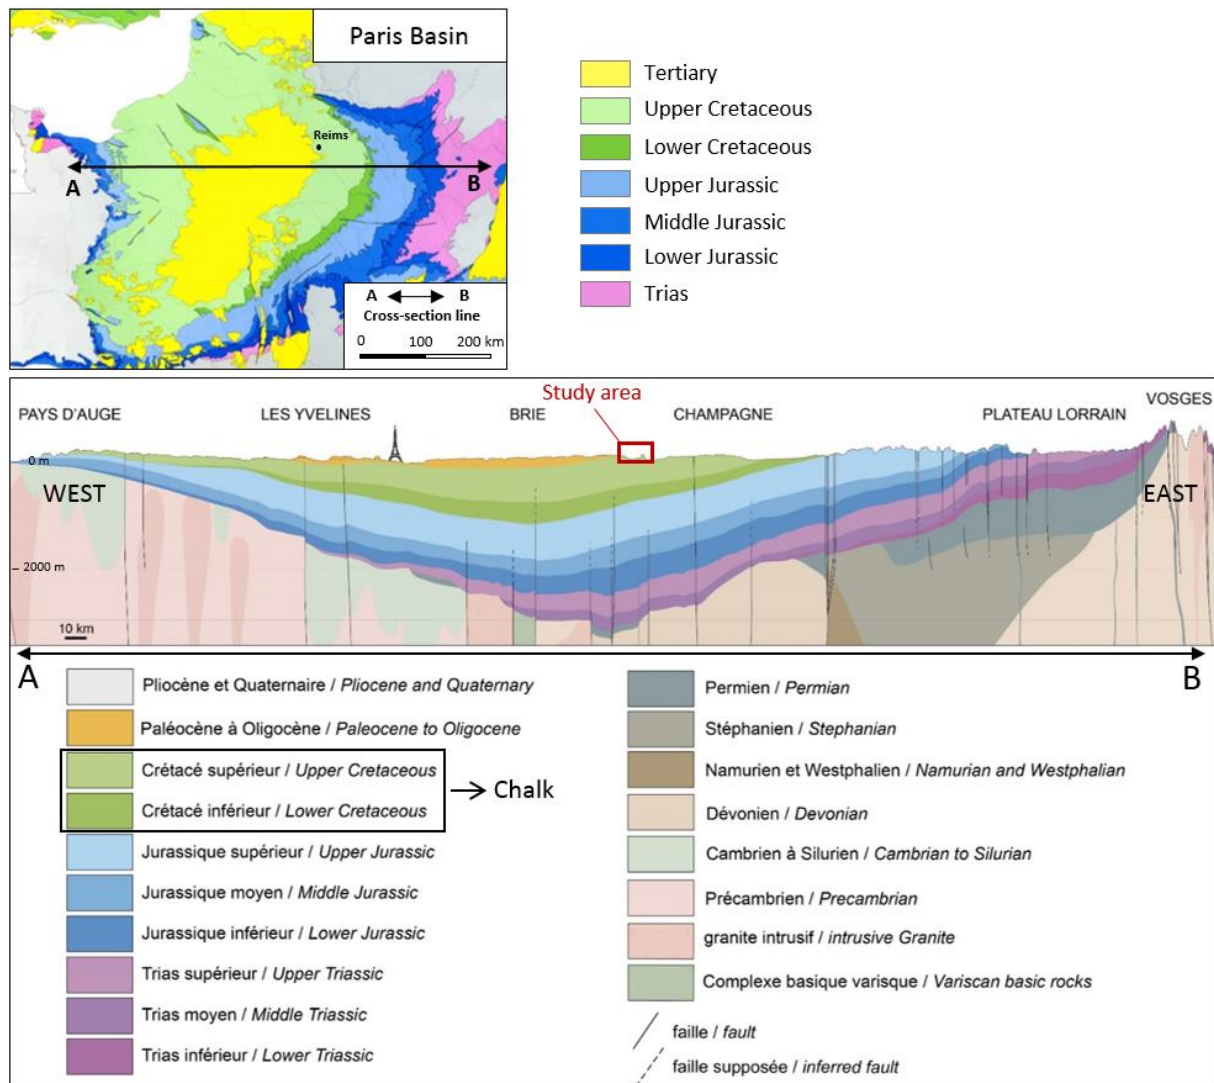 Paris Basin
Reims
A
B
A B
Cross-section line
0 100 200 km
Tertiary
Upper Cretaceous
Lower Cretaceous
Upper Jurassic
Middle Jurassic
Lower Jurassic
Trias
Study area
PAYS D'AUGE LES YVELINES BRIE CHAMPAGNE PLATEAU LORRAIN VOSGES
0 m
WEST EAST
2000 m
10 km
A B
Pliocène et Quaternaire / Pliocene and Quaternary
Paléocène à Oligocène / Paleocene to Oligocene
Crétacé supérieur / Upper Cretaceous
Crétacé inférieur / Lower Cretaceous
Chalk
Jurassique supérieur / Upper Jurassic
Jurassique moyen / Middle Jurassic
Jurassique inférieur / Lower Jurassic
Trias supérieur / Upper Triassic
Trias moyen / Middle Triassic
Trias inférieur / Lower Triassic
Permien / Permian
Stéphanien / Stephanian
Namurien et Westphalien / Namurian and Westphalian
Dévonien / Devonian
Cambrien à Silurien / Cambrian to Silurian
Précambrien / Precambrian
granite intrusif / intrusive Granite
Complexe basique varisque / Variscan basic rocks
faille / fault
faille supposée / inferred fault